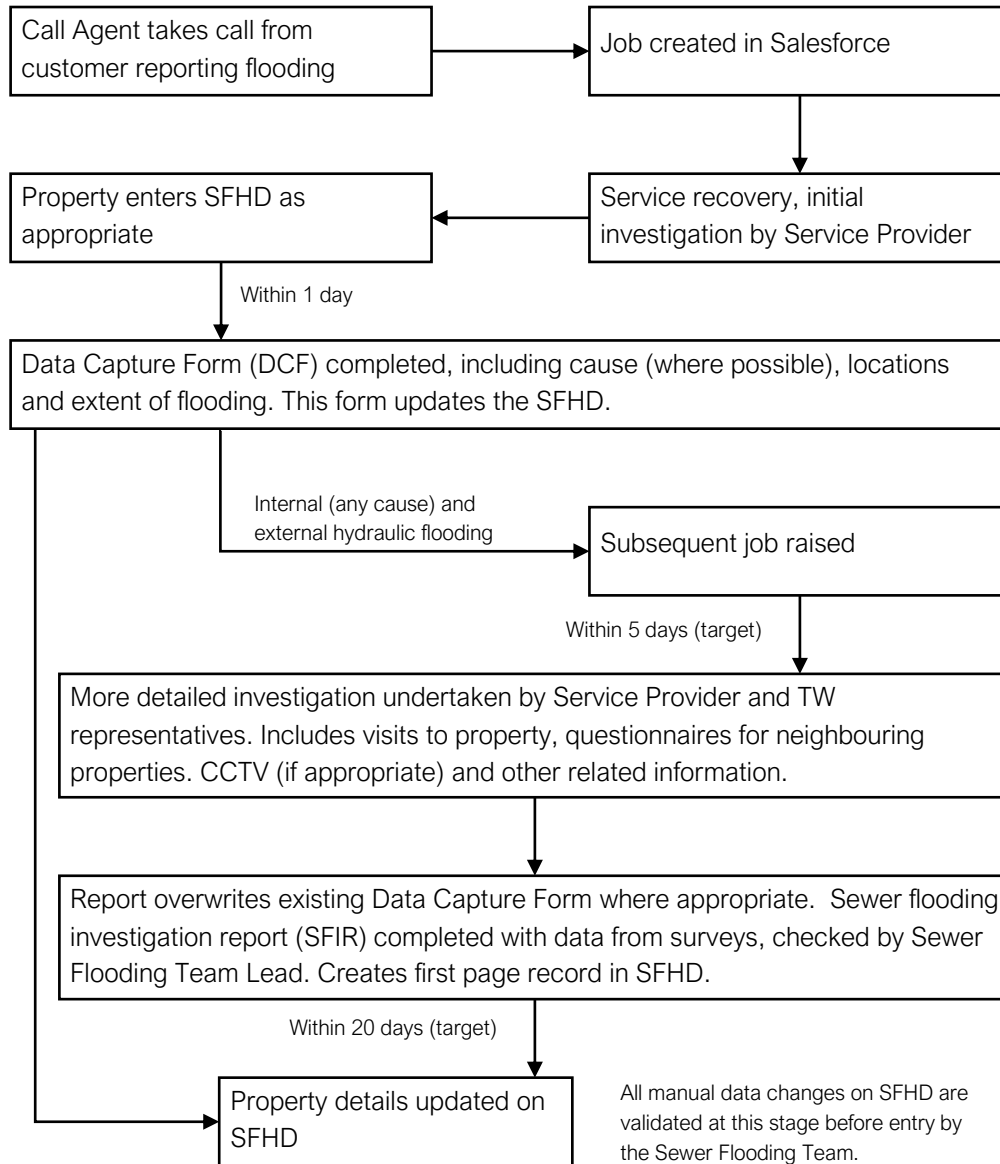 Call Agent takes call from
customer reporting flooding
Job created in Salesforce
Service recovery, initial
investigation by Service Provider
Property enters SFHD as
appropriate
Within 1 day
Data Capture Form (DCF) completed, including cause (where possible), locations
and extent of flooding. This form updates the SFHD.
Internal (any cause) and
external hydraulic flooding
Subsequent job raised
Within 5 days (target)
More detailed investigation undertaken by Service Provider and TW
representatives. Includes visits to property, questionnaires for neighbouring
properties. CCTV (if appropriate) and other related information.
Report overwrites existing Data Capture Form where appropriate.  Sewer flooding
investigation report (SFIR) completed with data from surveys, checked by Sewer
Flooding Team Lead. Creates first page record in SFHD.
Within 20 days (target)
Property details updated on
SFHD
All manual data changes on SFHD are
validated at this stage before entry by
the Sewer Flooding Team.